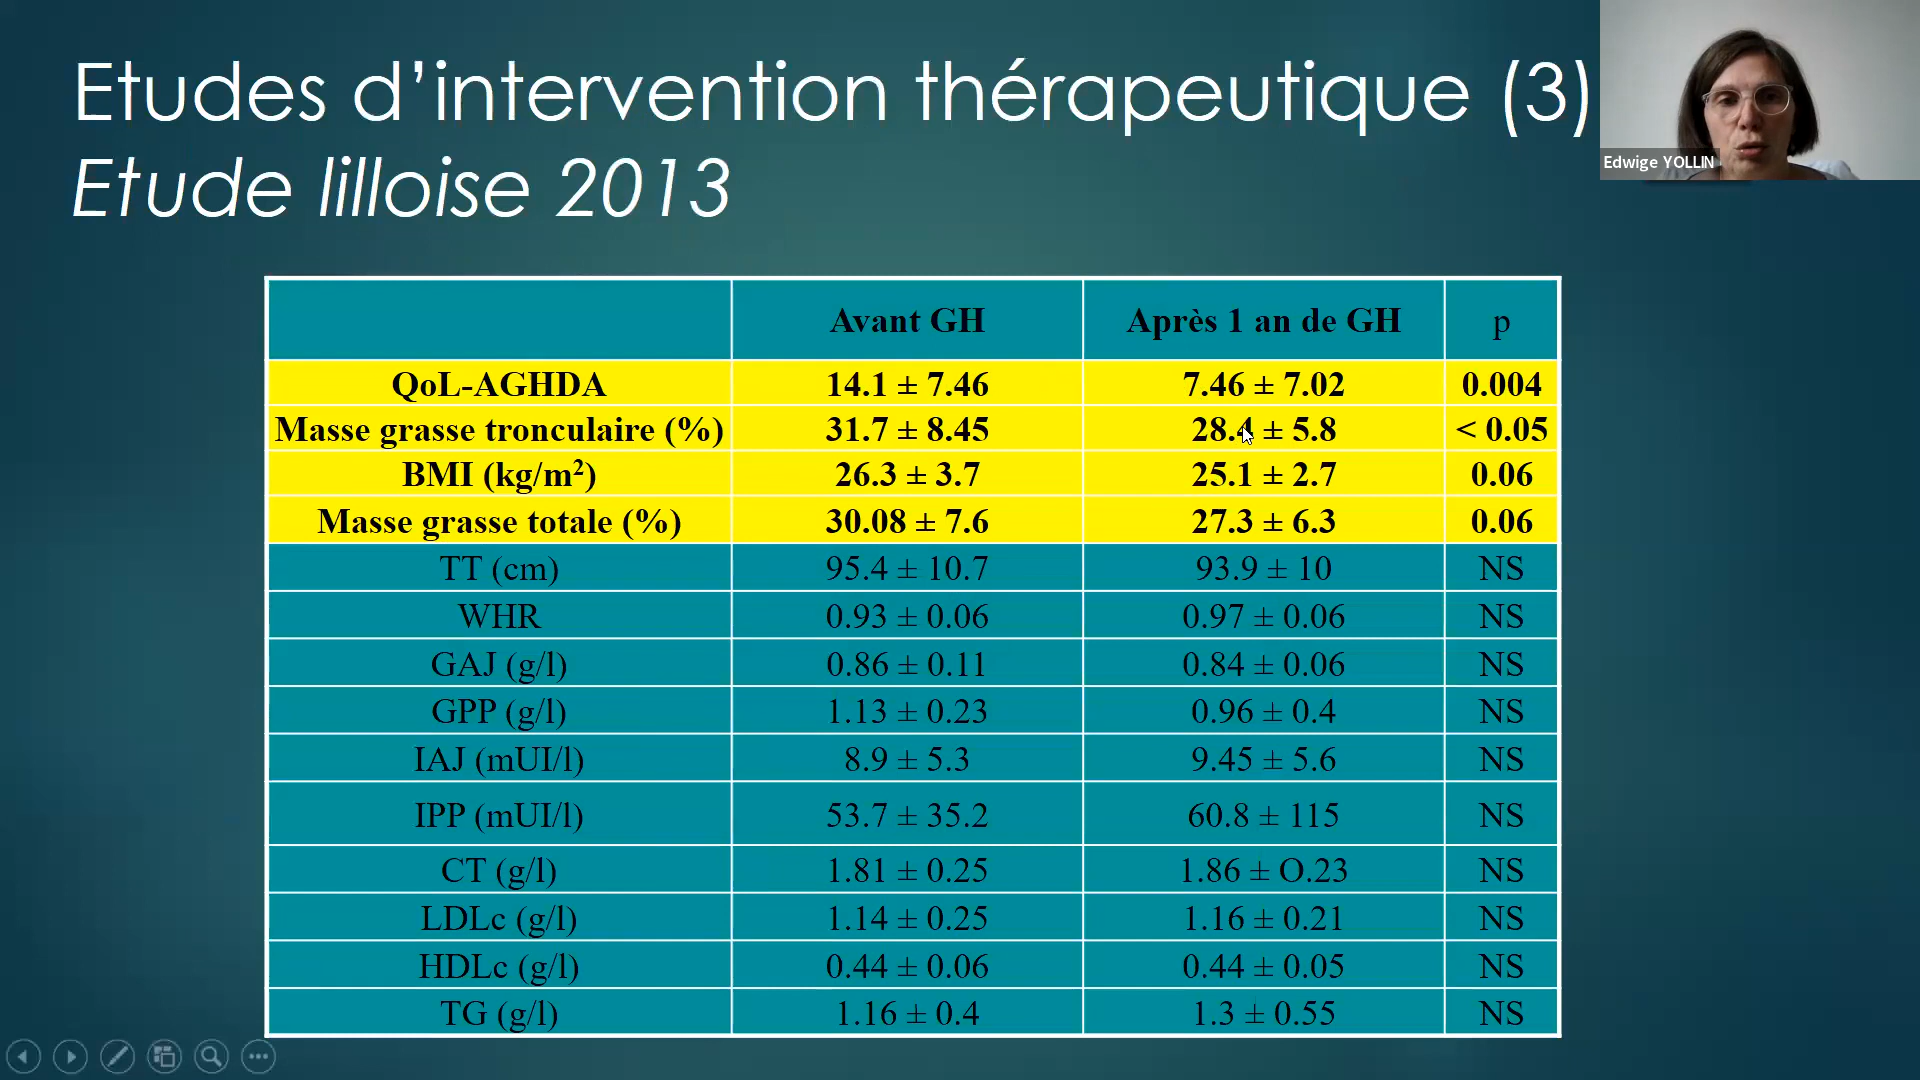 Etudes d’intervention thérapeutique (3)
Etude lilloise 2013
Edwige YOLLIN
Avant GH Après 1 an de GH p
QoL-AGHDA 14.1 ± 7.46 7.46 ± 7.02 0.004
Masse grasse tronculaire (%) 31.7 ± 8.45 28.4 ± 5.8 < 0.05
BMI (kg/m²) 26.3 ± 3.7 25.1 ± 2.7 0.06
Masse grasse totale (%) 30.08 ± 7.6 27.3 ± 6.3 0.06
TT (cm) 95.4 ± 10.7 93.9 ± 10 NS
WHR 0.93 ± 0.06 0.97 ± 0.06 NS
GAJ (g/l) 0.86 ± 0.11 0.84 ± 0.06 NS
GPP (g/l) 1.13 ± 0.23 0.96 ± 0.4 NS
IAJ (mUI/l) 8.9 ± 5.3 9.45 ± 5.6 NS
IPP (mUI/l) 53.7 ± 35.2 60.8 ± 115 NS
CT (g/l) 1.81 ± 0.25 1.86 ± O.23 NS
LDLc (g/l) 1.14 ± 0.25 1.16 ± 0.21 NS
HDLc (g/l) 0.44 ± 0.06 0.44 ± 0.05 NS
TG (g/l) 1.16 ± 0.4 1.3 ± 0.55 NS